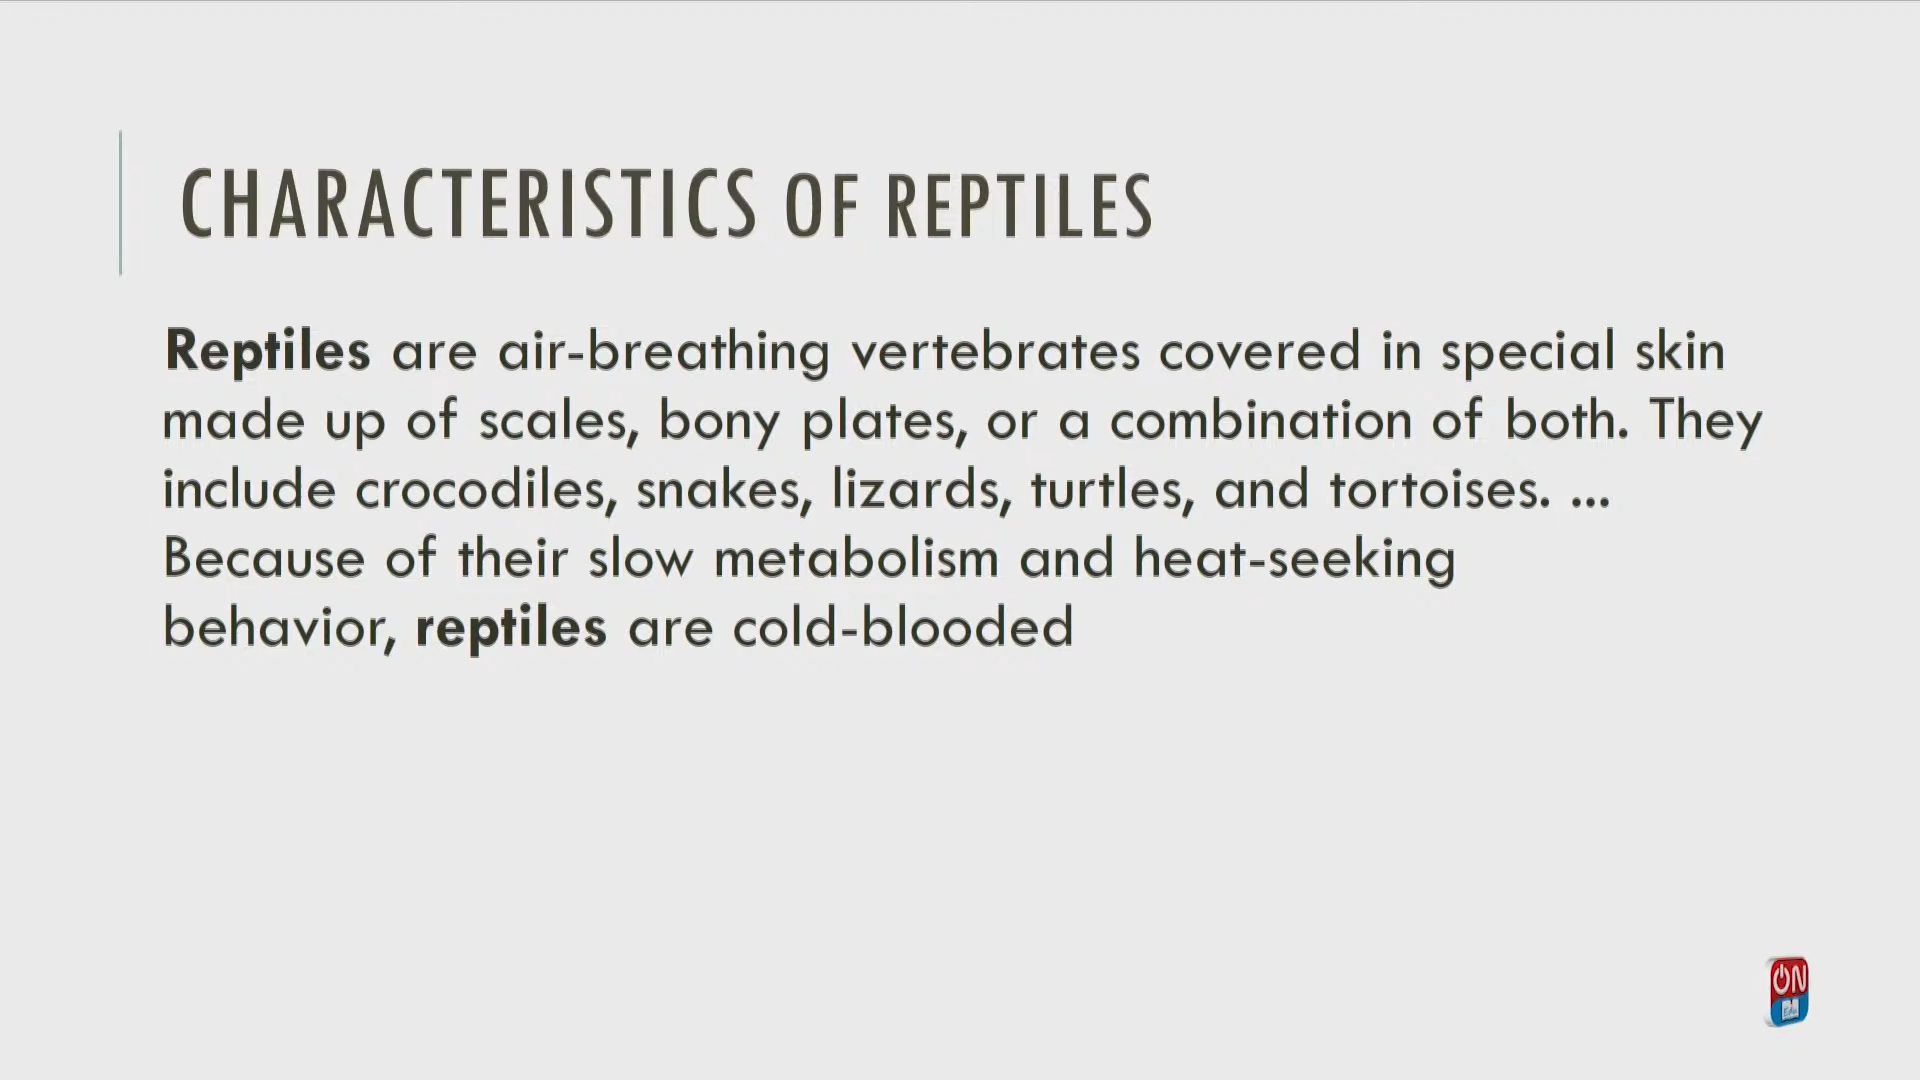 CHARACTERISTICS OF REPTILES
Reptiles are air-breathing vertebrates covered in special skin
made up of scales, bony plates, or a combination of both. They
include crocodiles, snakes, lizards, turtles, and tortoises. ...
Because of their slow metabolism and heat-seeking
behavior, reptiles are cold-blooded
ON
Edu